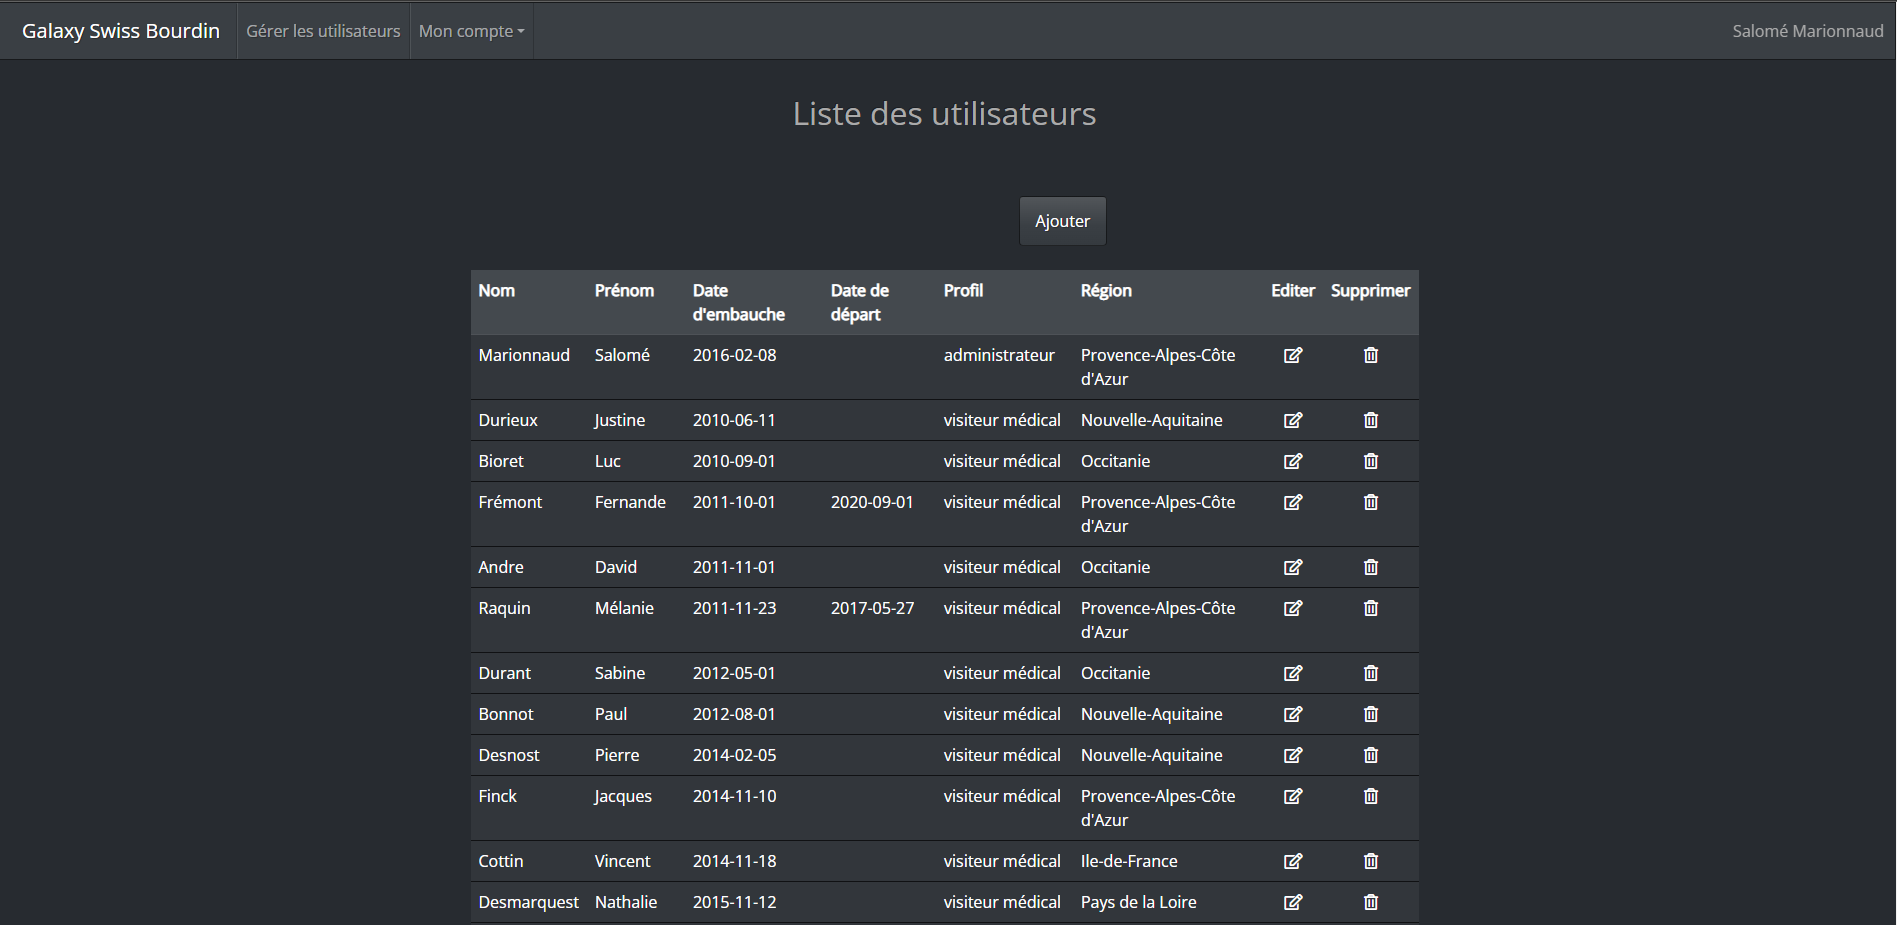 Galaxy Swiss Bourdin Gérer les utilisateurs Mon compte Salomé Marionnaud
Liste des utilisateurs
Ajouter
Nom Prénom Date d'embauche Date de départ Profil Région Editer Supprimer
Marionnaud Salomé 2016-02-08 administrateur Provence-Alpes-Côte d'Azur
Durieux Justine 2010-06-11 visiteur médical Nouvelle-Aquitaine
Bioret Luc 2010-09-01 visiteur médical Occitanie
Frémont Fernande 2011-10-01 2020-09-01 visiteur médical Provence-Alpes-Côte d'Azur
Andre David 2011-11-01 visiteur médical Occitanie
Raquin Mélanie 2011-11-23 2017-05-27 visiteur médical Provence-Alpes-Côte d'Azur
Durant Sabine 2012-05-01 visiteur médical Occitanie
Bonnot Paul 2012-08-01 visiteur médical Nouvelle-Aquitaine
Desnost Pierre 2014-02-05 visiteur médical Nouvelle-Aquitaine
Finck Jacques 2014-11-10 visiteur médical Provence-Alpes-Côte d'Azur
Cottin Vincent 2014-11-18 visiteur médical Ile-de-France
Desmarquest Nathalie 2015-11-12 visiteur médical Pays de la Loire